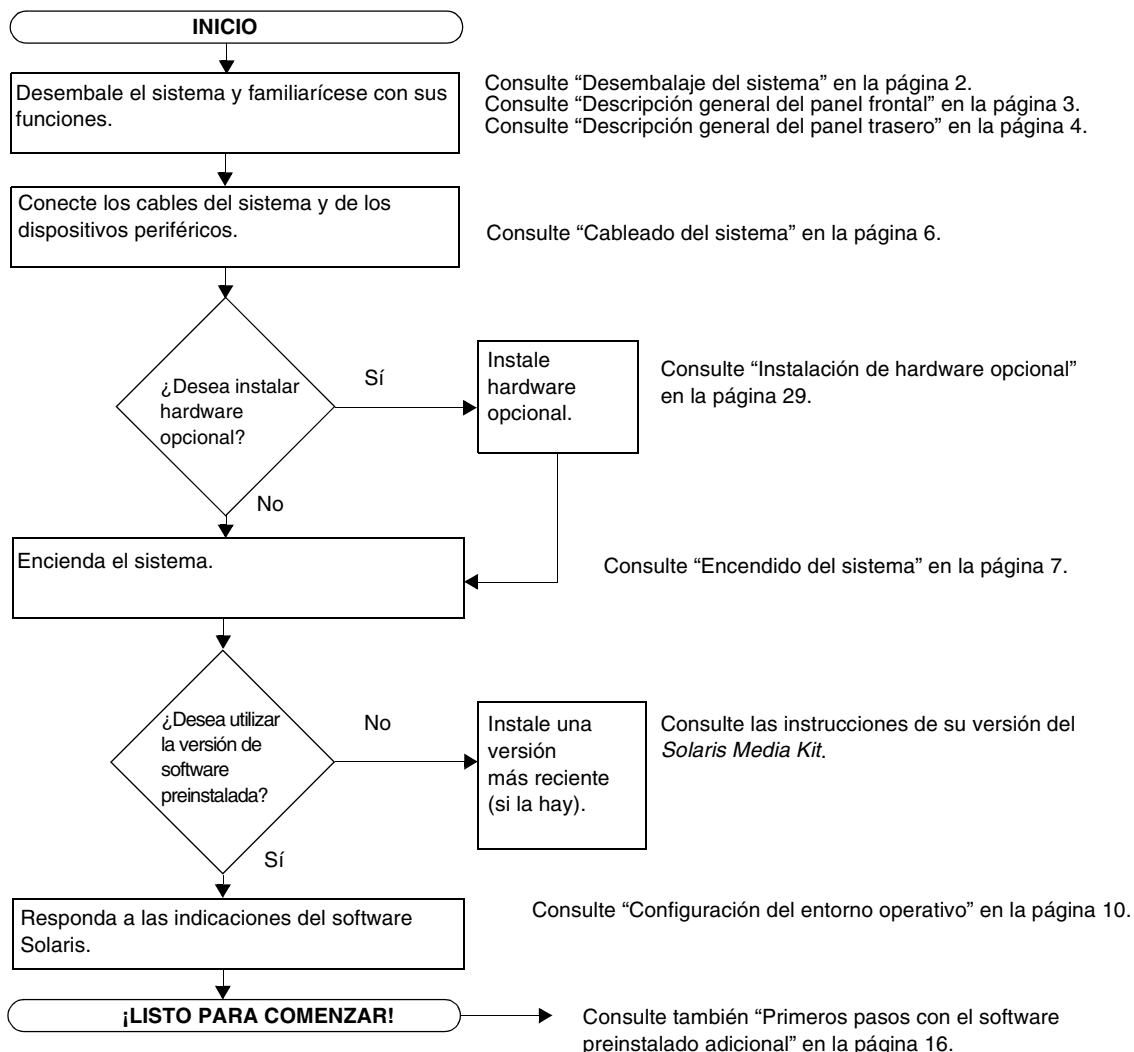 INICIO
Desembale el sistema y familiarícese con sus
funciones.
Consulte “Desembalaje del sistema” en la página 2.
Consulte “Descripción general del panel frontal” en la página 3.
Consulte “Descripción general del panel trasero” en la página 4.
Conecte los cables del sistema y de los
dispositivos periféricos.
Consulte “Cableado del sistema” en la página 6.
¿Desea instalar
hardware
opcional?
Sí
Instale
hardware
opcional.
Consulte “Instalación de hardware opcional”
en la página 29.
No
Encienda el sistema.
Consulte “Encendido del sistema” en la página 7.
¿Desea utilizar
la versión de
software
preinstalada?
No
Instale una
versión
más reciente
(si la hay).
Consulte las instrucciones de su versión del
Solaris Media Kit.
Sí
Responda a las indicaciones del software
Solaris.
Consulte “Configuración del entorno operativo” en la página 10.
¡LISTO PARA COMENZAR!
Consulte también “Primeros pasos con el software
preinstalado adicional” en la página 16.